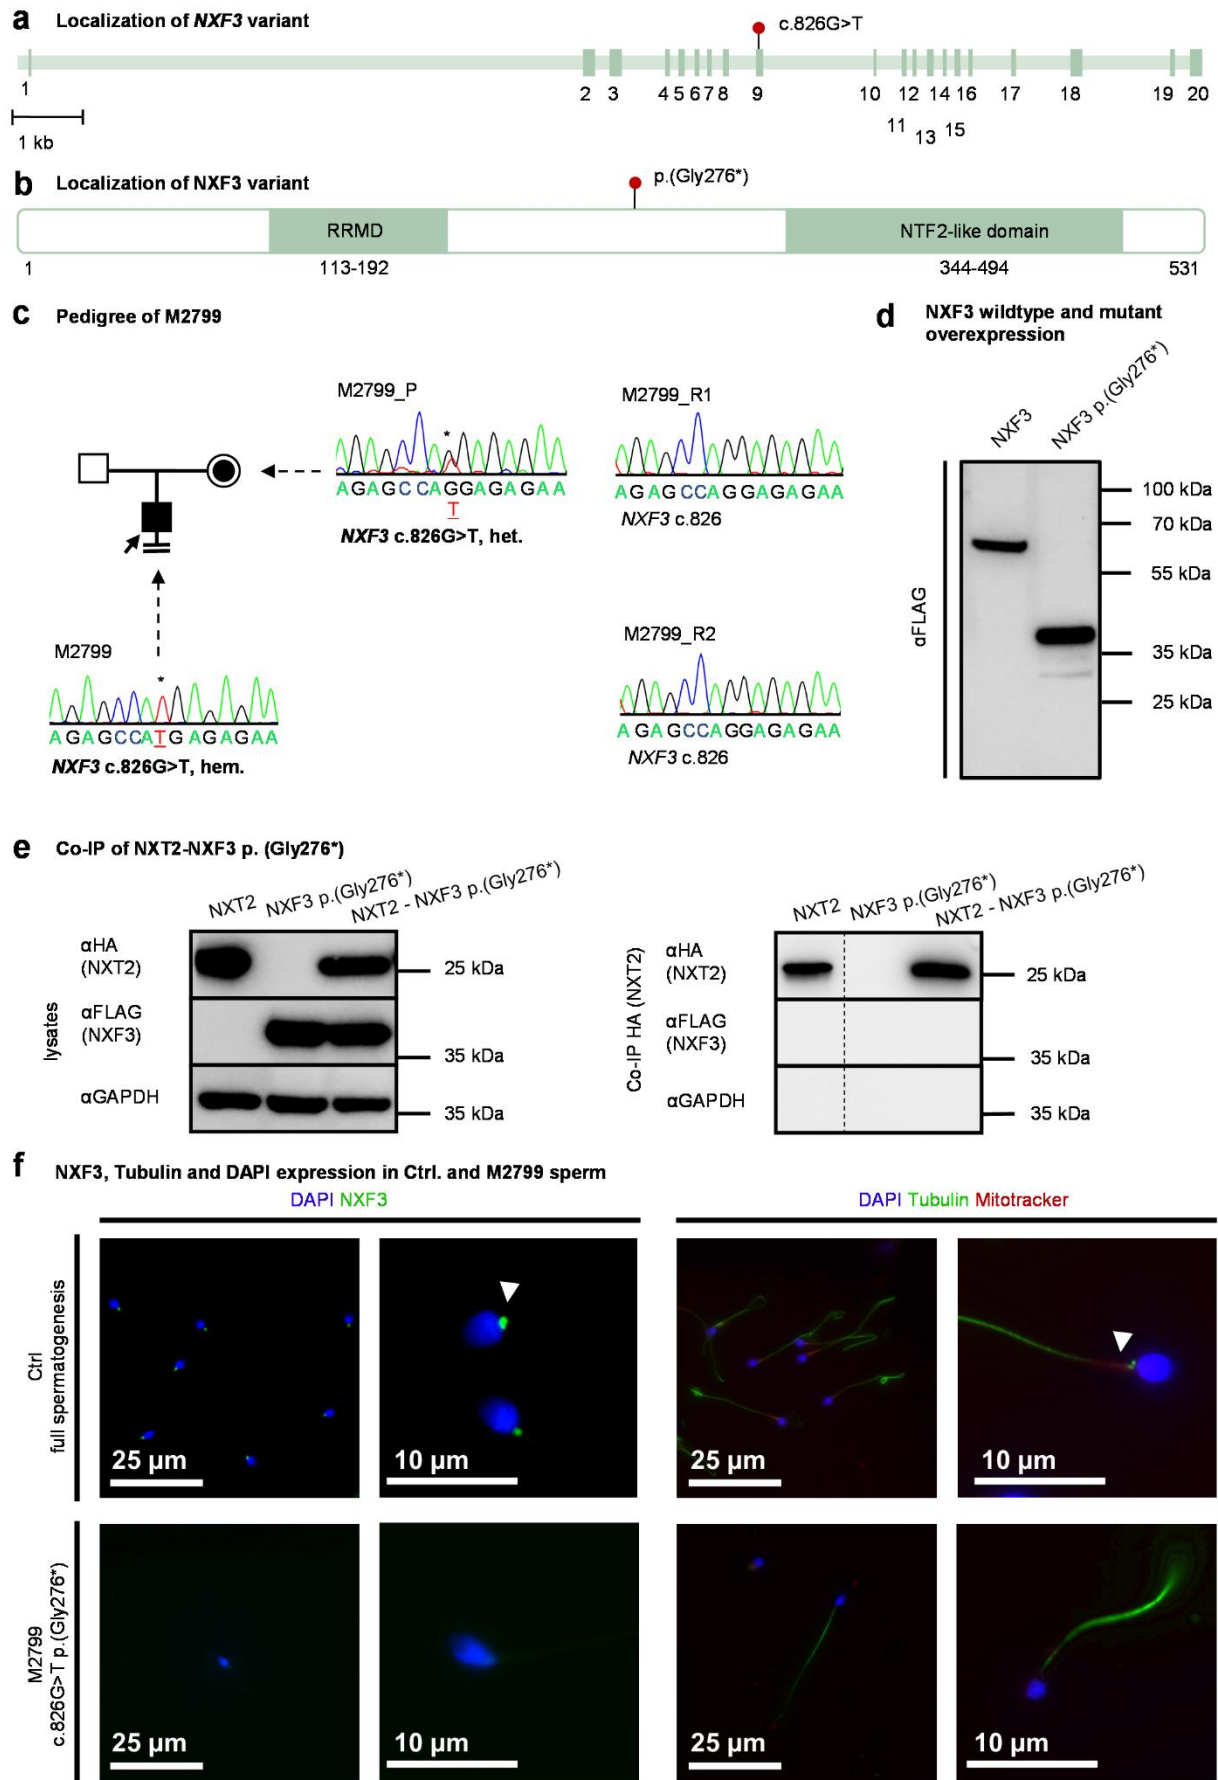 a Localization of NXF3 variant
c.826G>T
1 2 3 4 5 6 7 8 9 10 11 12 13 14 15 16 17 18 19 20
1 kb
b Localization of NXF3 variant
p.(Gly276*)
RRMD
NTF2-like domain
1 113-192 344-494 531
c Pedigree of M2799
M2799_P
*
AGAGCCAGGAGAGAA
T
NXF3 c.826G>T, het.
M2799_R1
AGAGCCAGGAGAGAA
NXF3 c.826
M2799
*
AGAGCCATGAGAGAA
NXF3 c.826G>T, hem.
M2799_R2
AGAGCCAGGAGAGAA
NXF3 c.826
d NXF3 wildtype and mutant
overexpression
NXF3
NXF3 p.(Gly276*)
αFLAG
100 kDa
70 kDa
55 kDa
35 kDa
25 kDa
e Co-IP of NXT2-NXF3 p. (Gly276*)
NXT2
NXF3 p.(Gly276*)
NXT2 - NXF3 p.(Gly276*)
lysates
αHA
(NXT2)
25 kDa
αFLAG
(NXF3)
35 kDa
αGAPDH
35 kDa
NXT2
NXF3 p.(Gly276*)
NXT2 - NXF3 p.(Gly276*)
Co-IP HA (NXT2)
αHA
(NXT2)
25 kDa
αFLAG
(NXF3)
35 kDa
αGAPDH
35 kDa
f NXF3, Tubulin and DAPI expression in Ctrl. and M2799 sperm
DAPI NXF3
DAPI Tubulin Mitotracker
Ctrl
full spermatogenesis
25 µm
10 µm
25 µm
10 µm
M2799
c.826G>T p.(Gly276*)
25 µm
10 µm
25 µm
10 µm